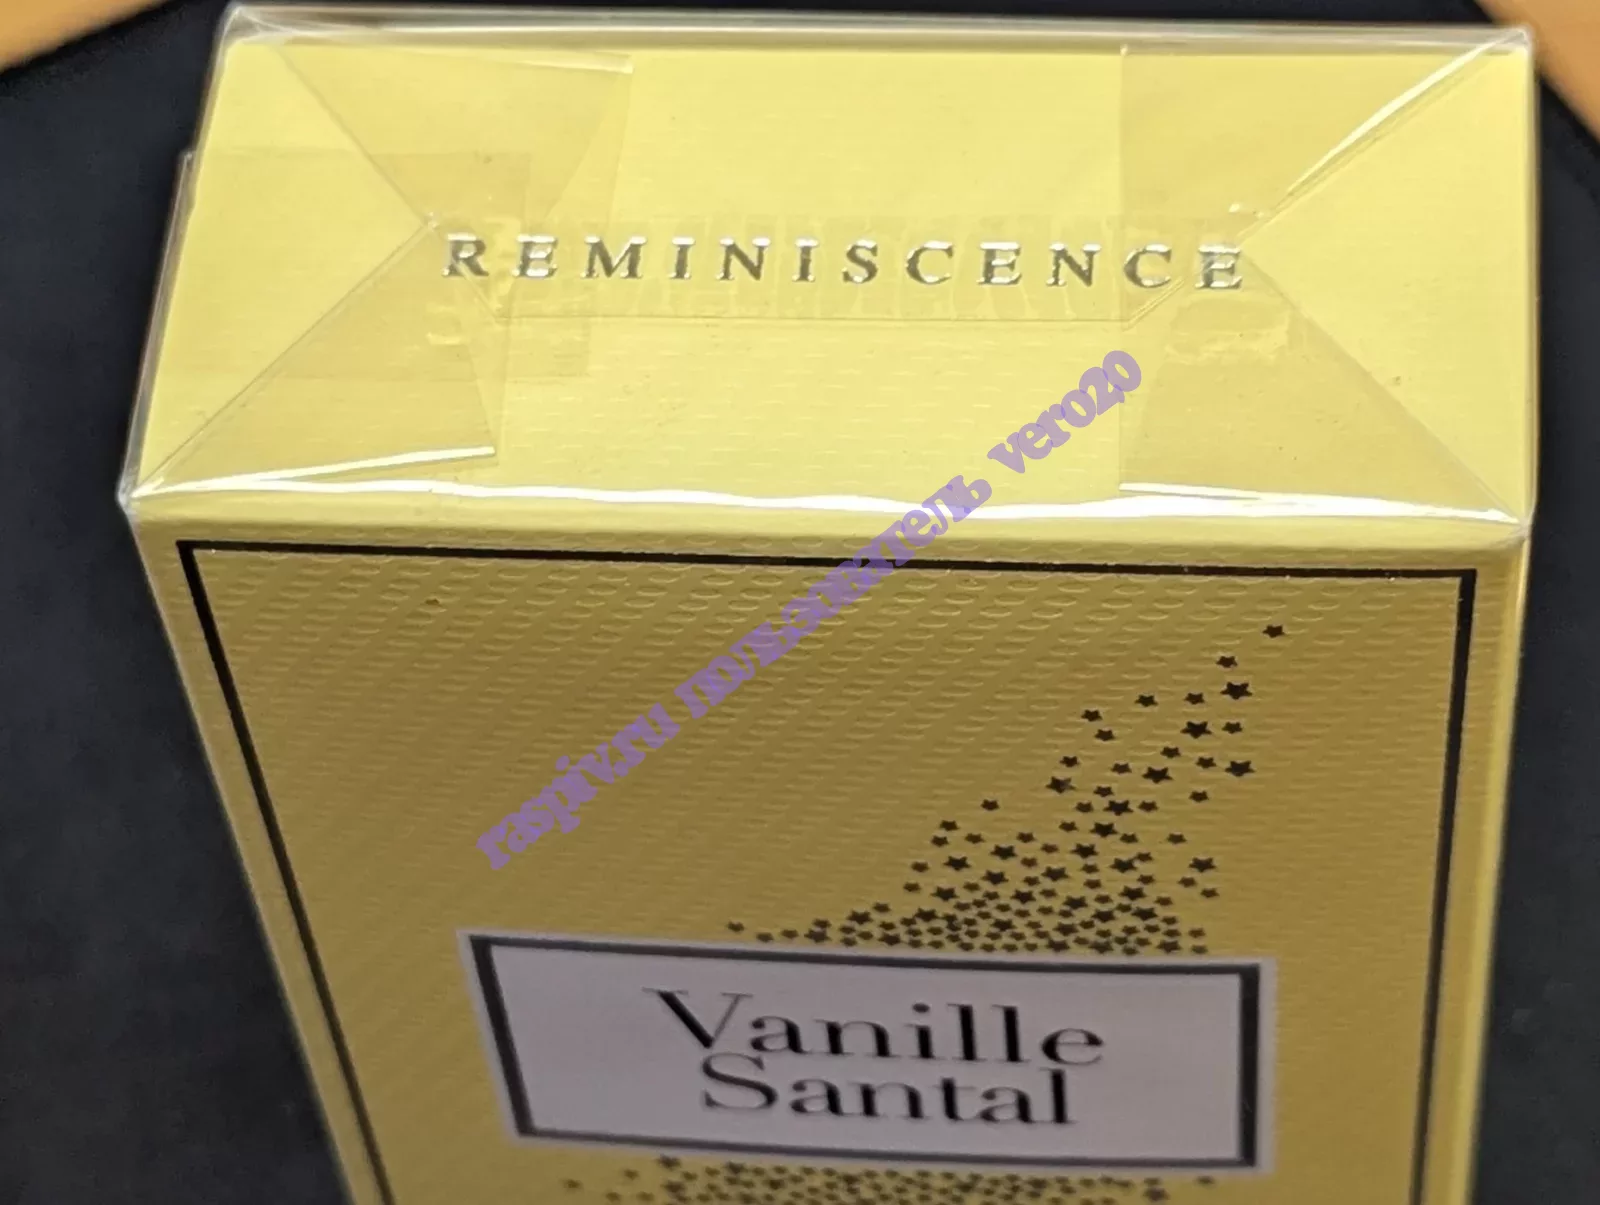 REMINISCENCE
raspiv.ru пользователь vero20
Vanille
Santal